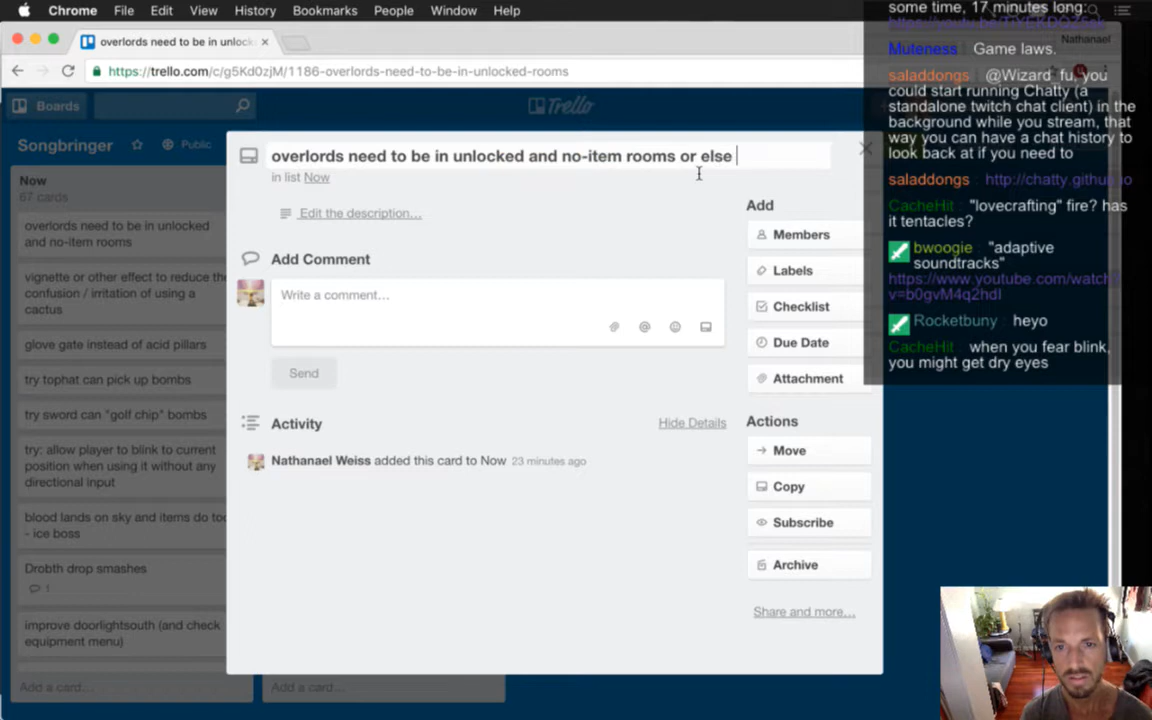 Chrome File Edit View History Bookmarks People Window Help
some time, 17 minutes long:
overlords need to be in unlock
Nathanael
Muteness Game laws.
https://trello.com/c/g5Kd0zjM/1186-overlords-need-to-be-in-unlocked-rooms
saladdongs : @Wizard_fu, you
could start running Chatty (a
standalone twitch chat client) in the
background while you stream, that
way you can have a chat history to
look back at if you need to
saladdongs : http://chatty.github.io
CacheHit : "lovecrafting" fire? has
it tentacles?
bwoogie : "adaptive
soundtracks"
https://www.youtube.com/watch?
v=b0gvM4q2hdI
Rocketbuny : heyo
CacheHit : when you fear blink,
you might get dry eyes
Boards
Trello
Songbringer
Public
Now
67 cards
overlords need to be in unlocked
and no-item rooms
vignette or other effect to reduce the
confusion / irritation of using a
cactus
glove gate instead of acid pillars
try tophat can pick up bombs
try sword can "golf chip" bombs
try: allow player to blink to current
position when using it without any
directional input
blood lands on sky and items do too
- ice boss
Drobth drop smashes
1
improve doorlightsouth (and check
equipment menu)
Add a card...
Add a card...
overlords need to be in unlocked and no-item rooms or else
in list Now
Edit the description...
Add Comment
Write a comment...
Send
Activity
Hide Details
Nathanael Weiss added this card to Now 23 minutes ago
Add
Members
Labels
Checklist
Due Date
Attachment
Actions
Move
Copy
Subscribe
Archive
Share and more...